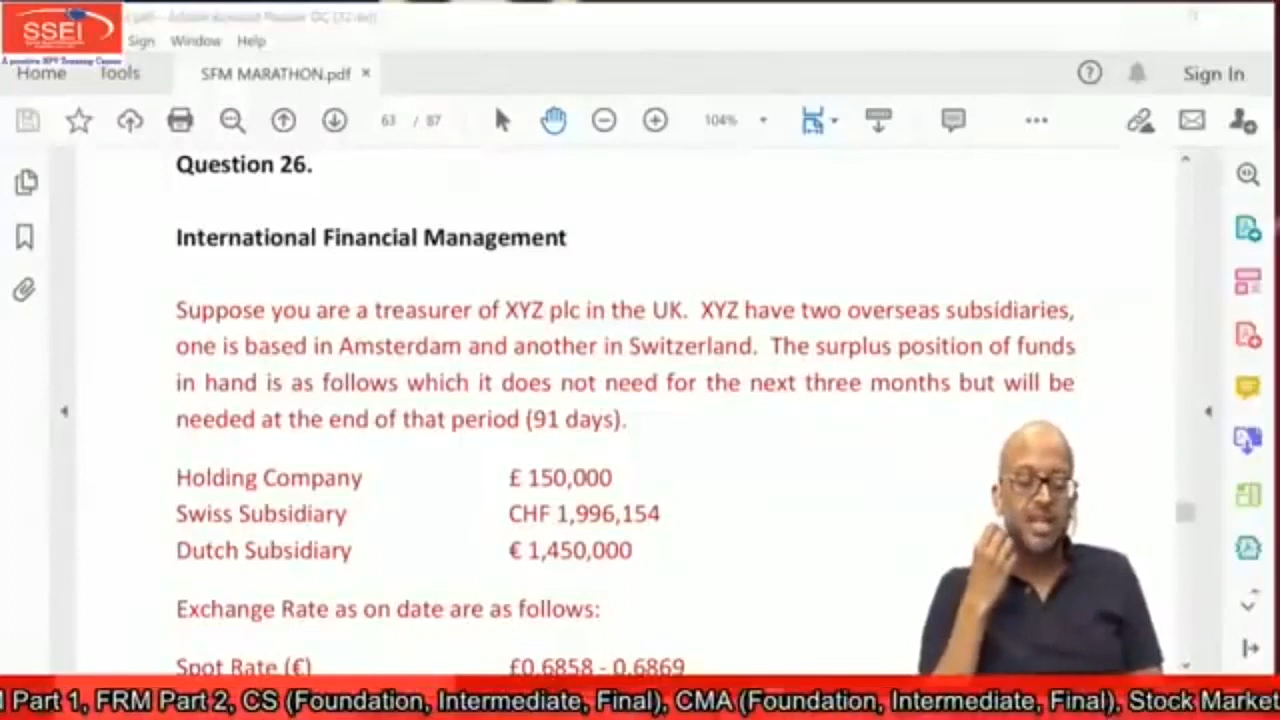 SSEI
Sign Window Help
Home Tools SFM MARATHON.pdf × Sign In
63 / 87 104%
Question 26.
International Financial Management
Suppose you are a treasurer of XYZ plc in the UK. XYZ have two overseas subsidiaries,
one is based in Amsterdam and another in Switzerland. The surplus position of funds
in hand is as follows which it does not need for the next three months but will be
needed at the end of that period (91 days).
Holding Company £ 150,000
Swiss Subsidiary CHF 1,996,154
Dutch Subsidiary € 1,450,000
Exchange Rate as on date are as follows:
Spot Rate (€) £0.6858 - 0.6869
Part 1, FRM Part 2, CS (Foundation, Intermediate, Final), CMA (Foundation, Intermediate, Final), Stock Market